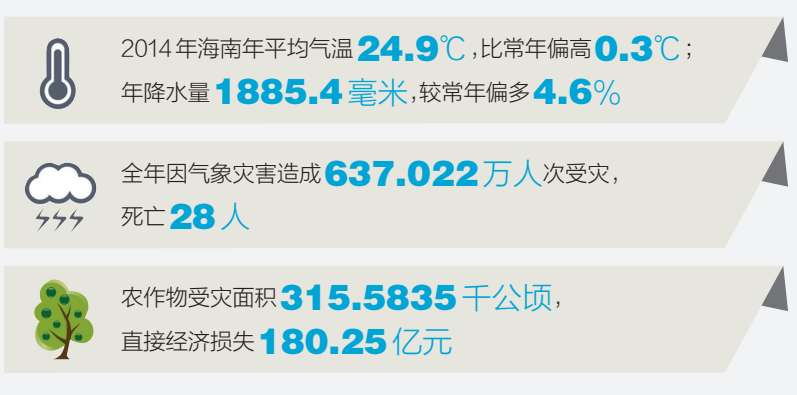 2014年海南年平均气温24.9℃,比常年偏高0.3℃;
年降水量1885.4毫米,较常年偏多4.6%
全年因气象灾害造成637.022万人次受灾,
死亡28人
农作物受灾面积315.5835千公顷,
直接经济损失180.25亿元